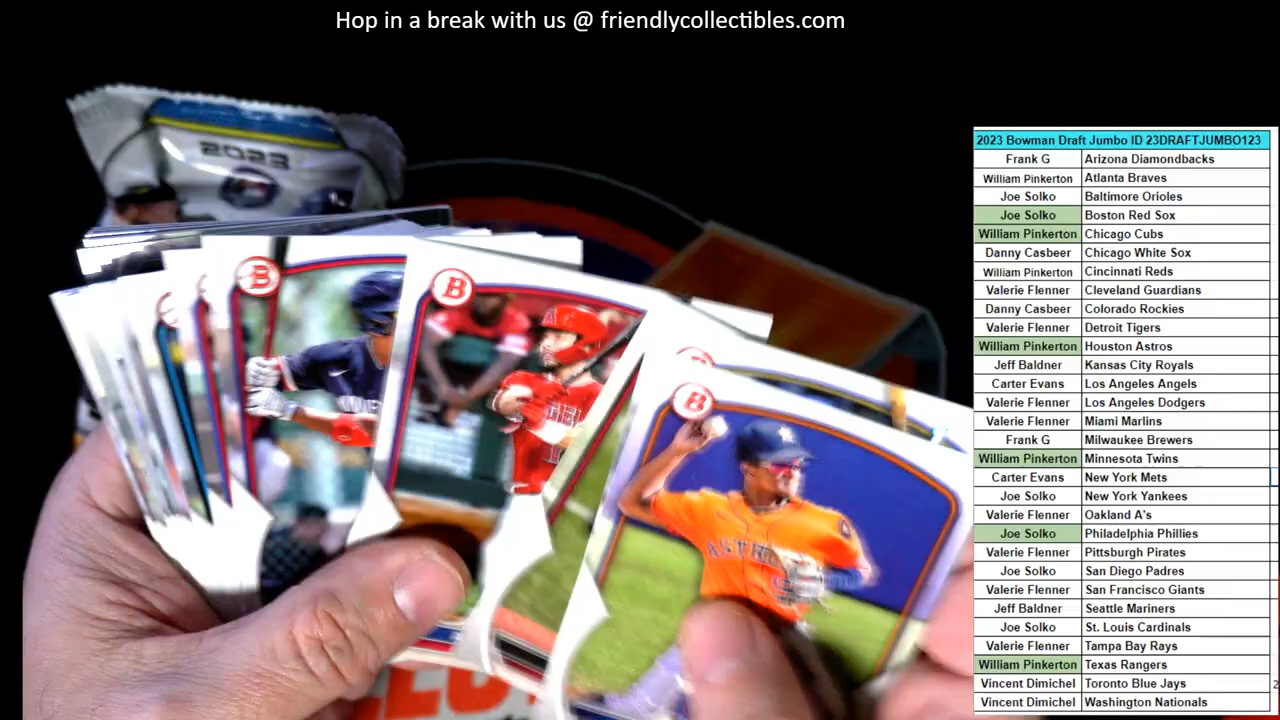 Hop in a break with us @ friendlycollectibles.com
2023
B
B
B
ASTRO
2023 Bowman Draft Jumbo ID 23DRAFTJUMBO123
Frank G Arizona Diamondbacks
William Pinkerton Atlanta Braves
Joe Solko Baltimore Orioles
Joe Solko Boston Red Sox
William Pinkerton Chicago Cubs
Danny Casbeer Chicago White Sox
William Pinkerton Cincinnati Reds
Valerie Flenner Cleveland Guardians
Danny Casbeer Colorado Rockies
Valerie Flenner Detroit Tigers
William Pinkerton Houston Astros
Jeff Baldner Kansas City Royals
Carter Evans Los Angeles Angels
Valerie Flenner Los Angeles Dodgers
Valerie Flenner Miami Marlins
Frank G Milwaukee Brewers
William Pinkerton Minnesota Twins
Carter Evans New York Mets
Joe Solko New York Yankees
Valerie Flenner Oakland A's
Joe Solko Philadelphia Phillies
Valerie Flenner Pittsburgh Pirates
Joe Solko San Diego Padres
Valerie Flenner San Francisco Giants
Jeff Baldner Seattle Mariners
Joe Solko St. Louis Cardinals
Valerie Flenner Tampa Bay Rays
William Pinkerton Texas Rangers
Vincent Dimichel Toronto Blue Jays
Vincent Dimichel Washington Nationals